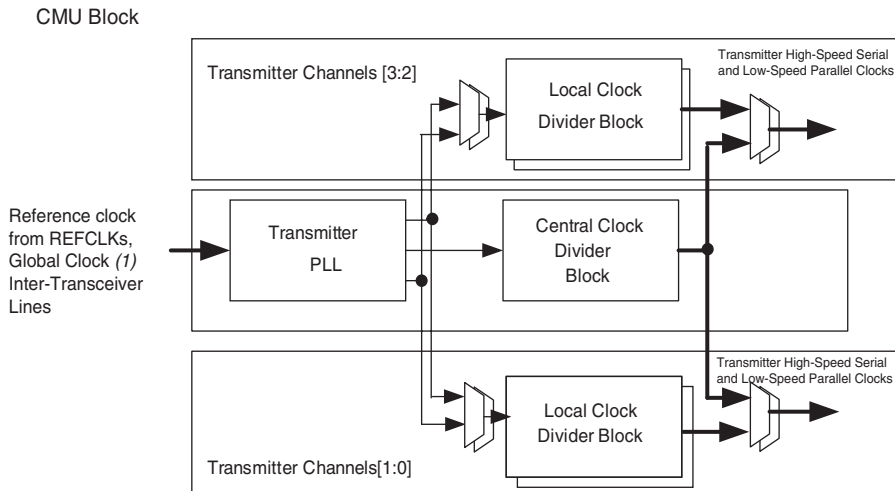 CMU Block
Transmitter Channels [3:2]
Local Clock
Divider Block
Transmitter High-Speed Serial
and Low-Speed Parallel Clocks
Reference clock
from REFCLKs,
Global Clock (1)
Inter-Transceiver
Lines
Transmitter
PLL
Central Clock
Divider
Block
Transmitter High-Speed Serial
and Low-Speed Parallel Clocks
Local Clock
Divider Block
Transmitter Channels[1:0]